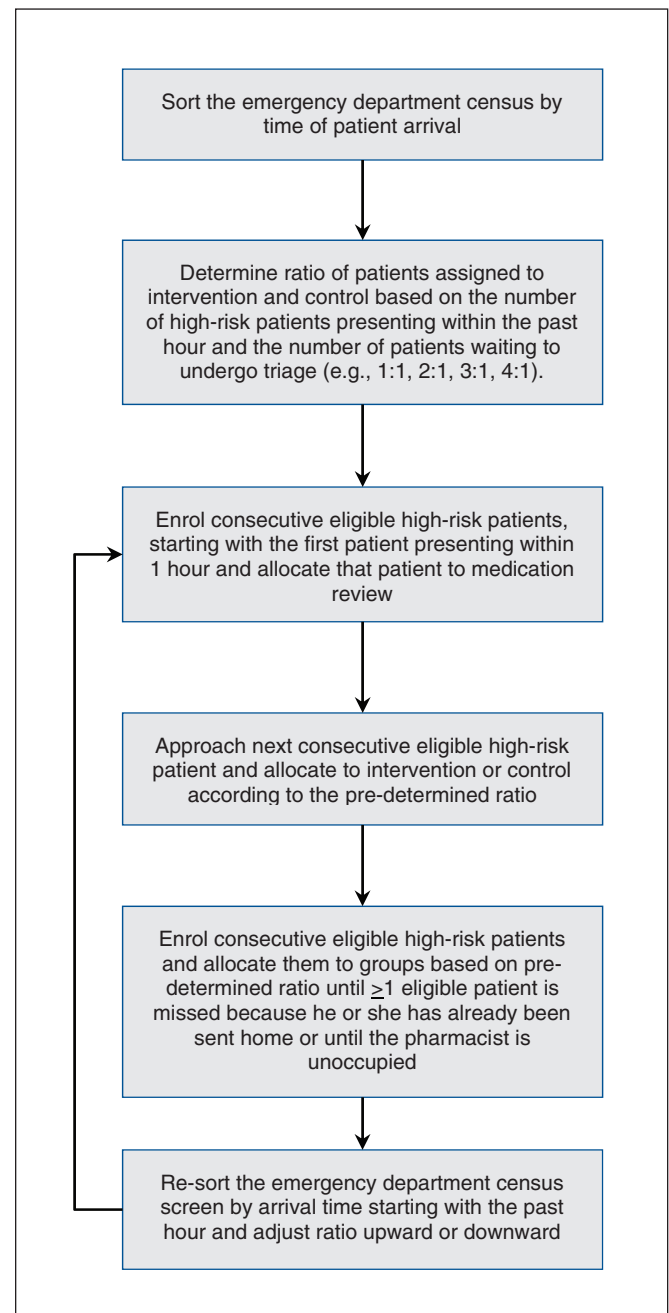 Sort the emergency department census by
time of patient arrival
Determine ratio of patients assigned to
intervention and control based on the number
of high-risk patients presenting within the past
hour and the number of patients waiting to
undergo triage (e.g., 1:1, 2:1, 3:1, 4:1).
Enrol consecutive eligible high-risk patients,
starting with the first patient presenting within
1 hour and allocate that patient to medication
review
Approach next consecutive eligible high-risk
patient and allocate to intervention or control
according to the pre-determined ratio
Enrol consecutive eligible high-risk patients
and allocate them to groups based on pre-
determined ratio until ≥1 eligible patient is
missed because he or she has already been
sent home or until the pharmacist is
unoccupied
Re-sort the emergency department census
screen by arrival time starting with the past
hour and adjust ratio upward or downward